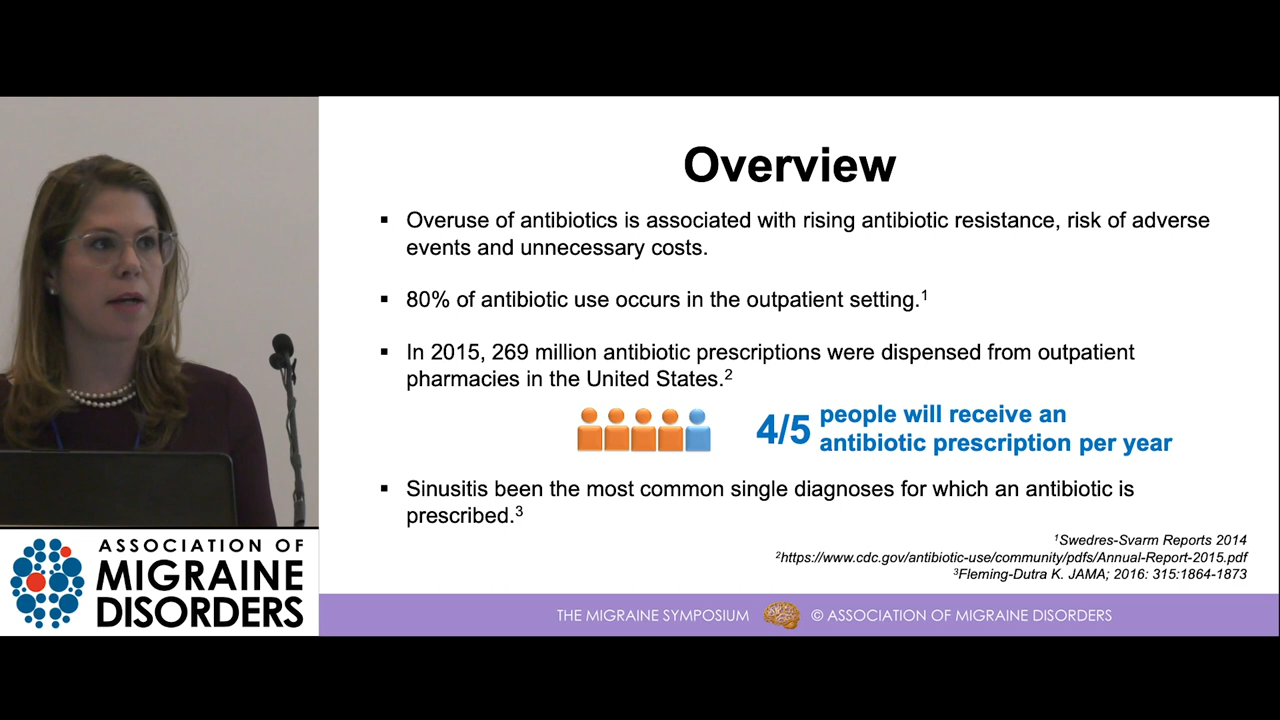 Overview
▪ Overuse of antibiotics is associated with rising antibiotic resistance, risk of adverse
events and unnecessary costs.
▪ 80% of antibiotic use occurs in the outpatient setting.¹
▪ In 2015, 269 million antibiotic prescriptions were dispensed from outpatient
pharmacies in the United States.²
4/5 people will receive an
antibiotic prescription per year
▪ Sinusitis been the most common single diagnoses for which an antibiotic is
prescribed.³
¹Swedres-Svarm Reports 2014
²https://www.cdc.gov/antibiotic-use/community/pdfs/Annual-Report-2015.pdf
³Fleming-Dutra K. JAMA; 2016: 315:1864-1873
ASSOCIATION OF
MIGRAINE
DISORDERS
THE MIGRAINE SYMPOSIUM © ASSOCIATION OF MIGRAINE DISORDERS